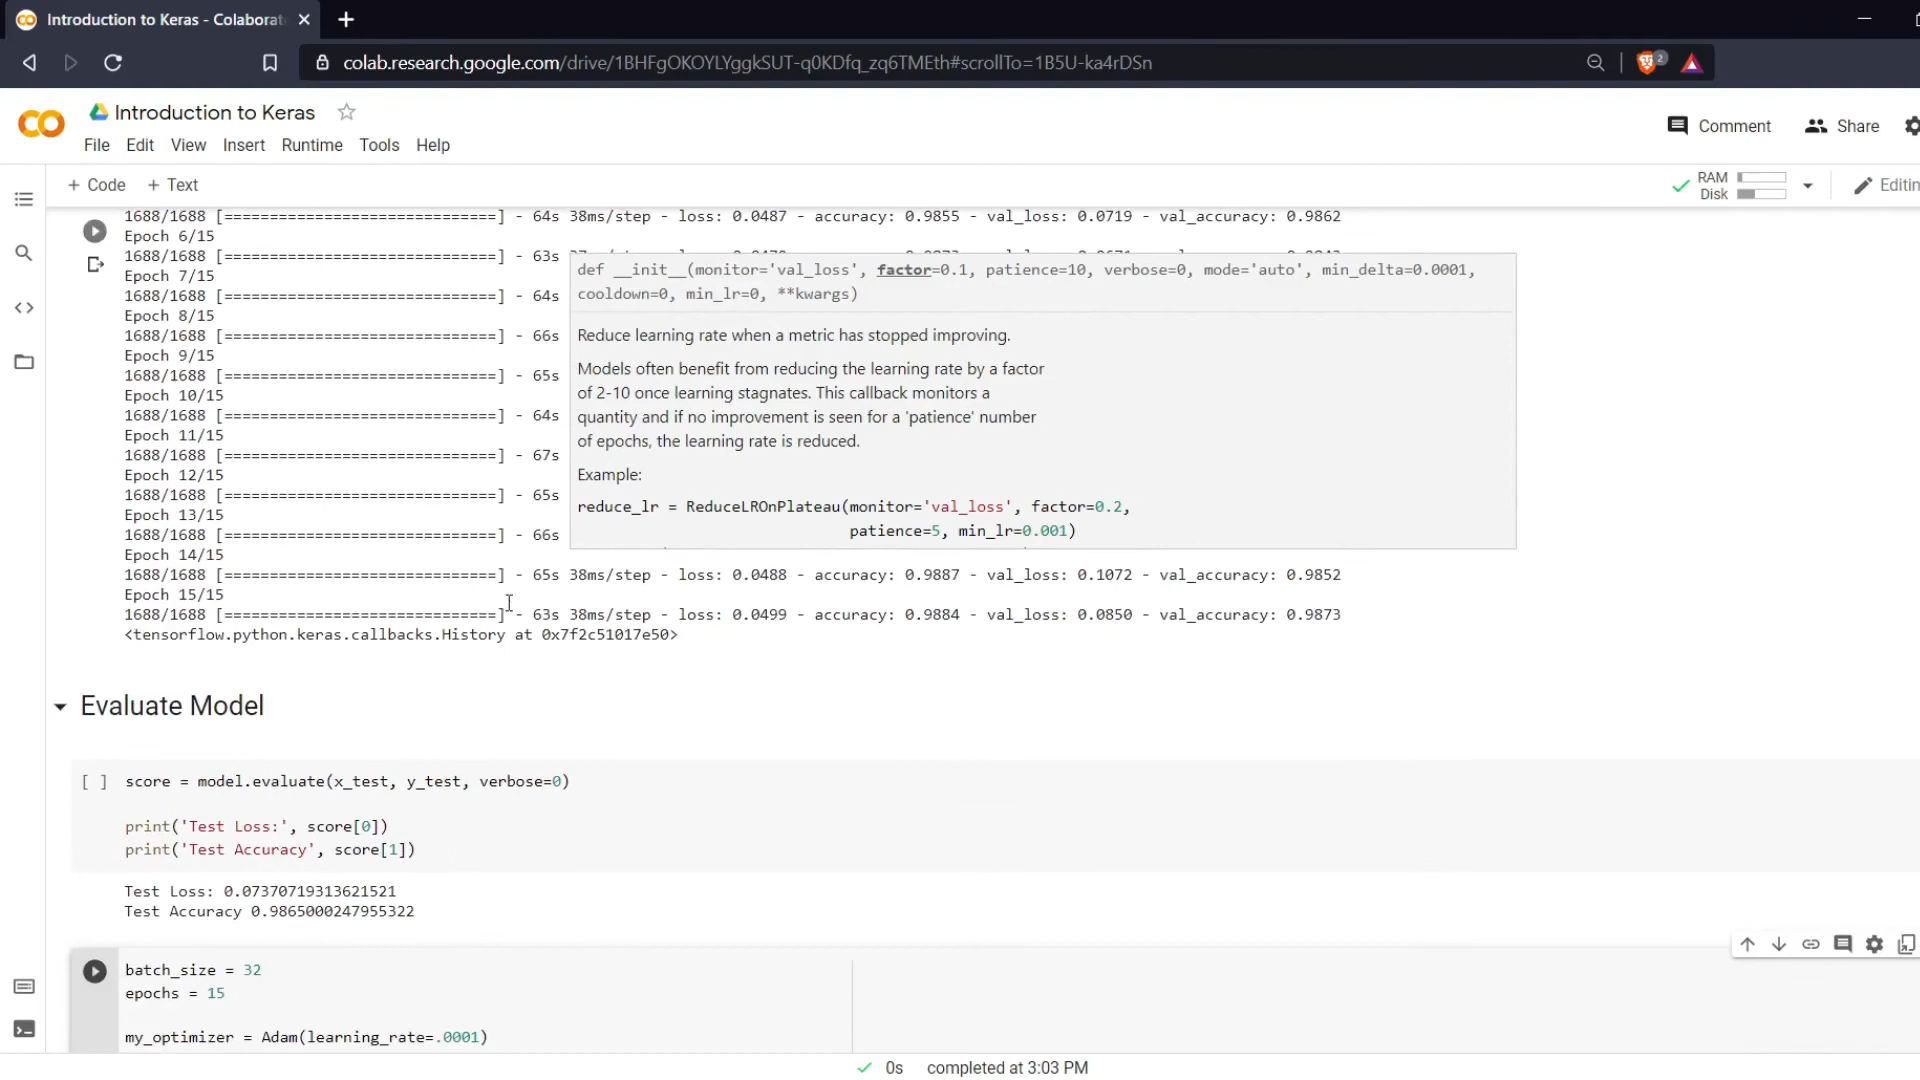 Introduction to Keras - Colaborat
colab.research.google.com/drive/1BHFgOKOYLYggkSUT-q0KDfq_zq6TMEth#scrollTo=1B5U-ka4rDSn
2
Introduction to Keras
Comment
Share
File Edit View Insert Runtime Tools Help
+ Code + Text
RAM
Disk
Editin
1688/1688 [==============================] - 64s 38ms/step - loss: 0.0487 - accuracy: 0.9855 - val_loss: 0.0719 - val_accuracy: 0.9862
Epoch 6/15
1688/1688 [==============================] - 63s
Epoch 7/15
1688/1688 [==============================] - 64s
Epoch 8/15
1688/1688 [==============================] - 66s
Epoch 9/15
1688/1688 [==============================] - 65s
Epoch 10/15
1688/1688 [==============================] - 64s
Epoch 11/15
1688/1688 [==============================] - 67s
Epoch 12/15
1688/1688 [==============================] - 65s
Epoch 13/15
1688/1688 [==============================] - 66s
Epoch 14/15
1688/1688 [==============================] - 65s 38ms/step - loss: 0.0488 - accuracy: 0.9887 - val_loss: 0.1072 - val_accuracy: 0.9852
Epoch 15/15
1688/1688 [==============================] - 63s 38ms/step - loss: 0.0499 - accuracy: 0.9884 - val_loss: 0.0850 - val_accuracy: 0.9873
<tensorflow.python.keras.callbacks.History at 0x7f2c51017e50>
def __init__(monitor='val_loss', factor=0.1, patience=10, verbose=0, mode='auto', min_delta=0.0001,
cooldown=0, min_lr=0, **kwargs)
Reduce learning rate when a metric has stopped improving.
Models often benefit from reducing the learning rate by a factor
of 2-10 once learning stagnates. This callback monitors a
quantity and if no improvement is seen for a 'patience' number
of epochs, the learning rate is reduced.
Example:
reduce_lr = ReduceLROnPlateau(monitor='val_loss', factor=0.2,
patience=5, min_lr=0.001)
Evaluate Model
[ ] score = model.evaluate(x_test, y_test, verbose=0)
print('Test Loss:', score[0])
print('Test Accuracy', score[1])
Test Loss: 0.07370719313621521
Test Accuracy 0.9865000247955322
batch_size = 32
epochs = 15
my_optimizer = Adam(learning_rate=.0001)
0s completed at 3:03 PM